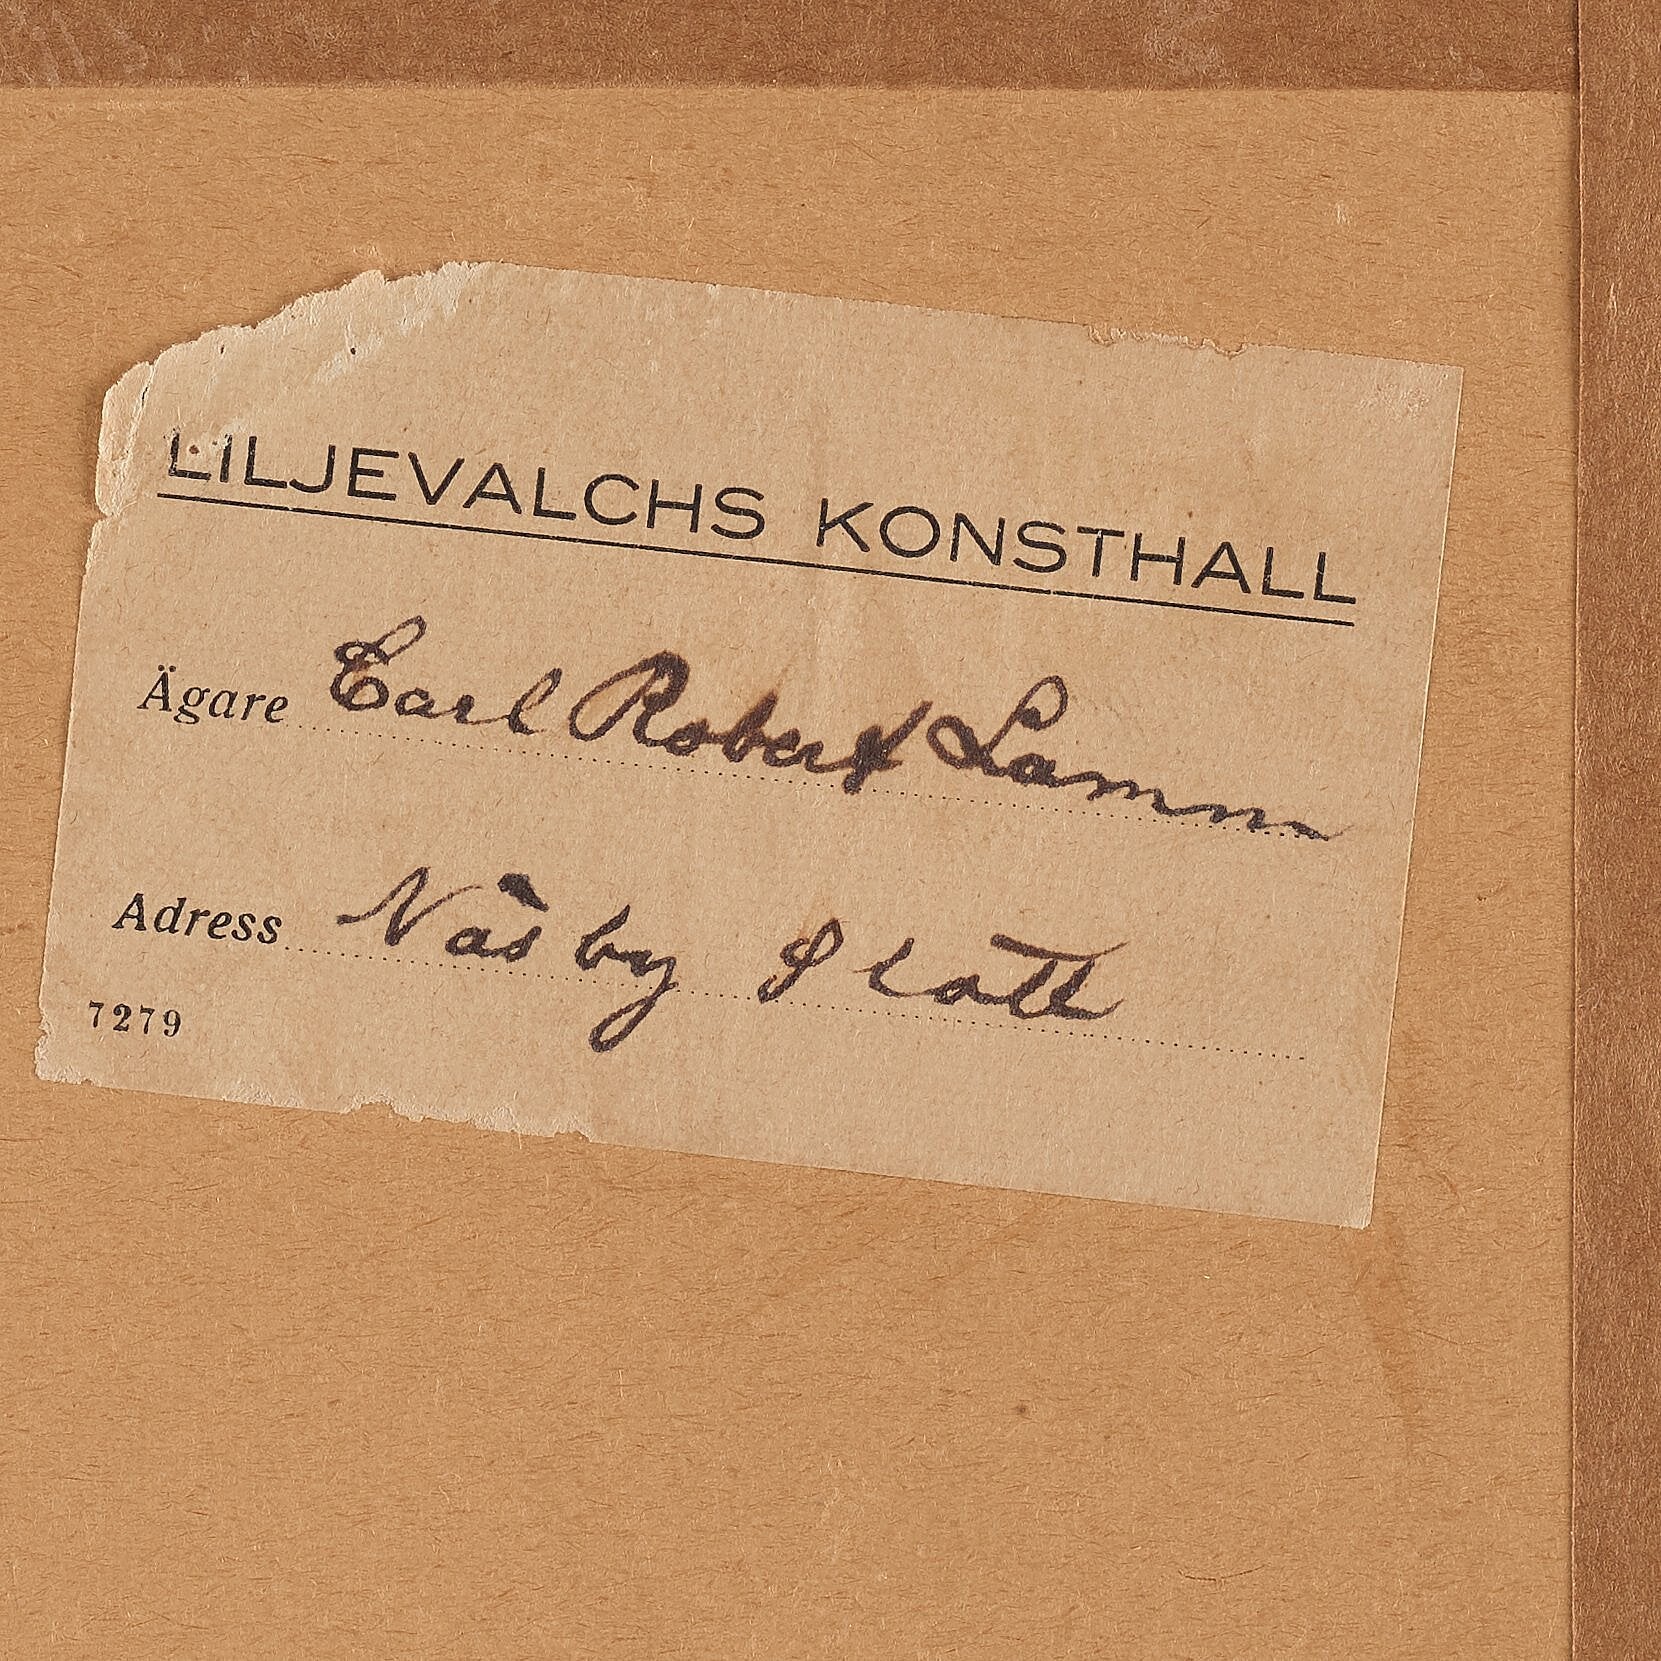 LILJEVALCHS KONSTHALL
Ägare Carl Robert Lamm
Adress Näsby Slott
7279